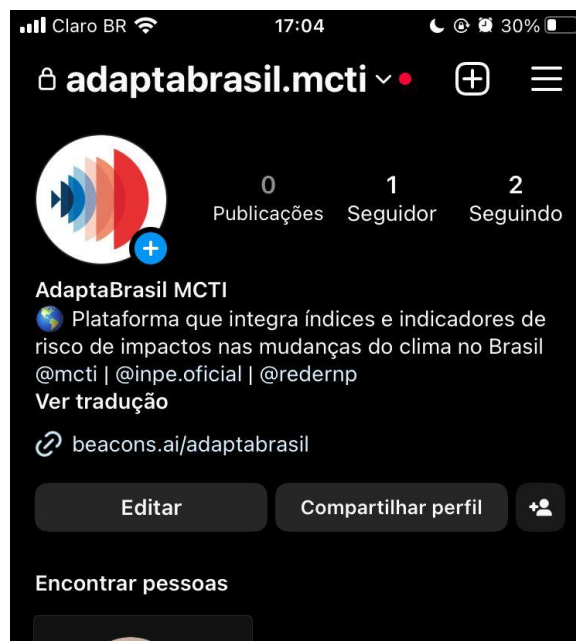 Claro BR 17:04 30%
adaptabrasil.mcti
0 1 2
Publicações Seguidor Seguindo
AdaptaBrasil MCTI
🌎 Plataforma que integra índices e indicadores de
risco de impactos nas mudanças do clima no Brasil
@mcti | @inpe.oficial | @redernp
Ver tradução
beacons.ai/adaptabrasil
Editar Compartilhar perfil
Encontrar pessoas